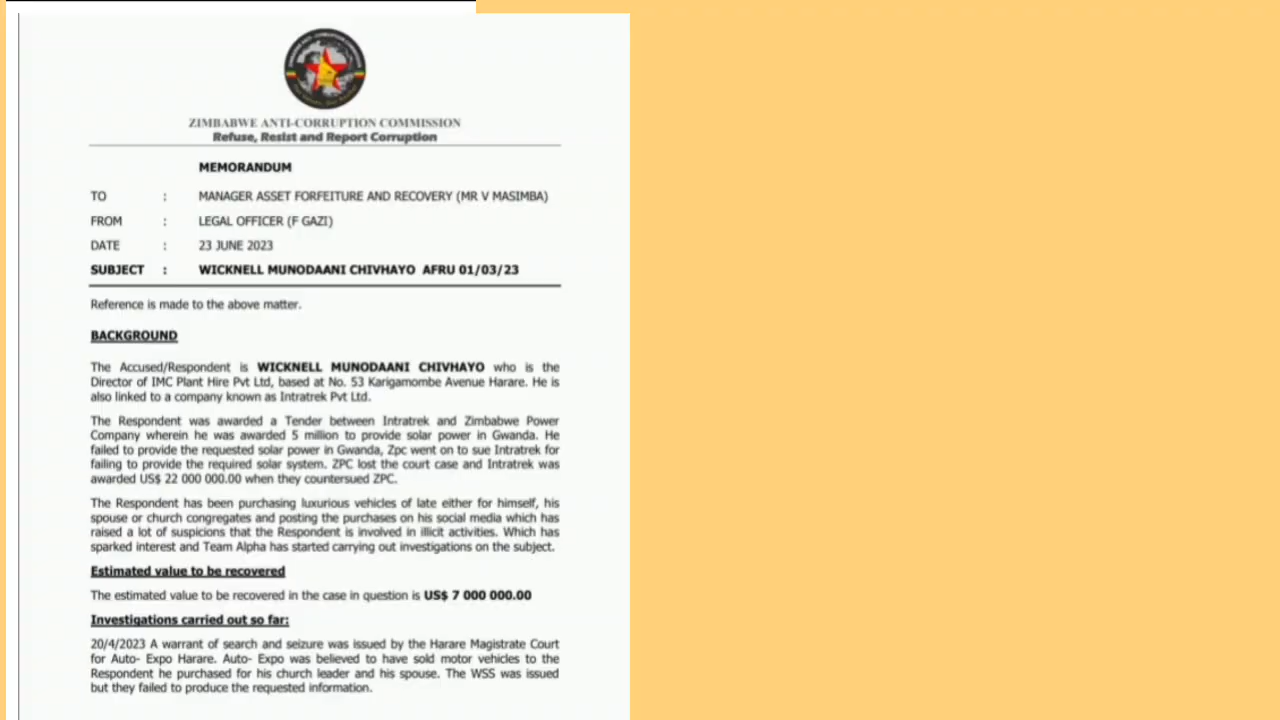 ZIMBABWE ANTI-CORRUPTION COMMISSION
Refuse, Resist and Report Corruption
MEMORANDUM
TO : MANAGER ASSET FORFEITURE AND RECOVERY (MR V MASIMBA)
FROM : LEGAL OFFICER (F GAZI)
DATE : 23 JUNE 2023
SUBJECT : WICKNELL MUNODAANI CHIVHAYO AFRU 01/03/23
Reference is made to the above matter.
BACKGROUND
The Accused/Respondent is WICKNELL MUNODAANI CHIVHAYO who is the
Director of IMC Plant Hire Pvt Ltd, based at No. 53 Karigamombe Avenue Harare. He is
also linked to a company known as Intratrek Pvt Ltd.
The Respondent was awarded a Tender between Intratrek and Zimbabwe Power
Company wherein he was awarded 5 million to provide solar power in Gwanda. He
failed to provide the requested solar power in Gwanda, Zpc went on to sue Intratrek for
failing to provide the required solar system. ZPC lost the court case and Intratrek was
awarded US$ 22 000 000.00 when they countersued ZPC.
The Respondent has been purchasing luxurious vehicles of late either for himself, his
spouse or church congregates and posting the purchases on his social media which has
raised a lot of suspicions that the Respondent is involved in illicit activities. Which has
sparked interest and Team Alpha has started carrying out investigations on the subject.
Estimated value to be recovered
The estimated value to be recovered in the case in question is US$ 7 000 000.00
Investigations carried out so far:
20/4/2023 A warrant of search and seizure was issued by the Harare Magistrate Court
for Auto- Expo Harare. Auto- Expo was believed to have sold motor vehicles to the
Respondent he purchased for his church leader and his spouse. The WSS was issued
but they failed to produce the requested information.